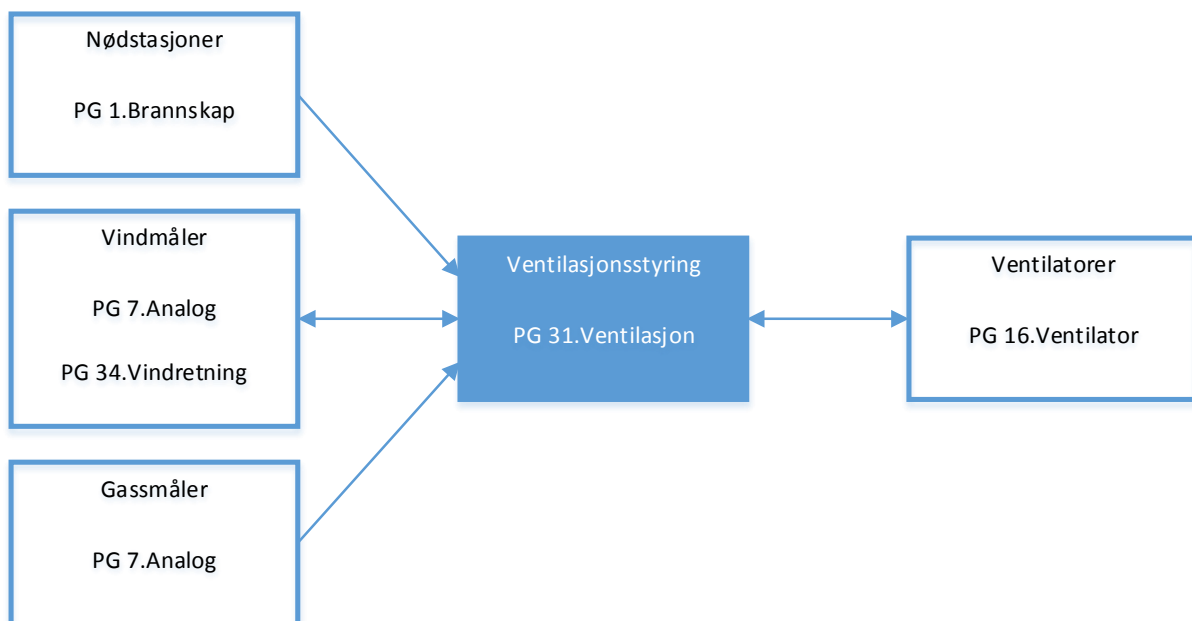 Nødstasjoner
PG 1.Brannskap
Vindmåler
PG 7.Analog
PG 34.Vindretning
Gassmåler
PG 7.Analog
Ventilasjonsstyring
PG 31.Ventilasjon
Ventilatorer
PG 16.Ventilator